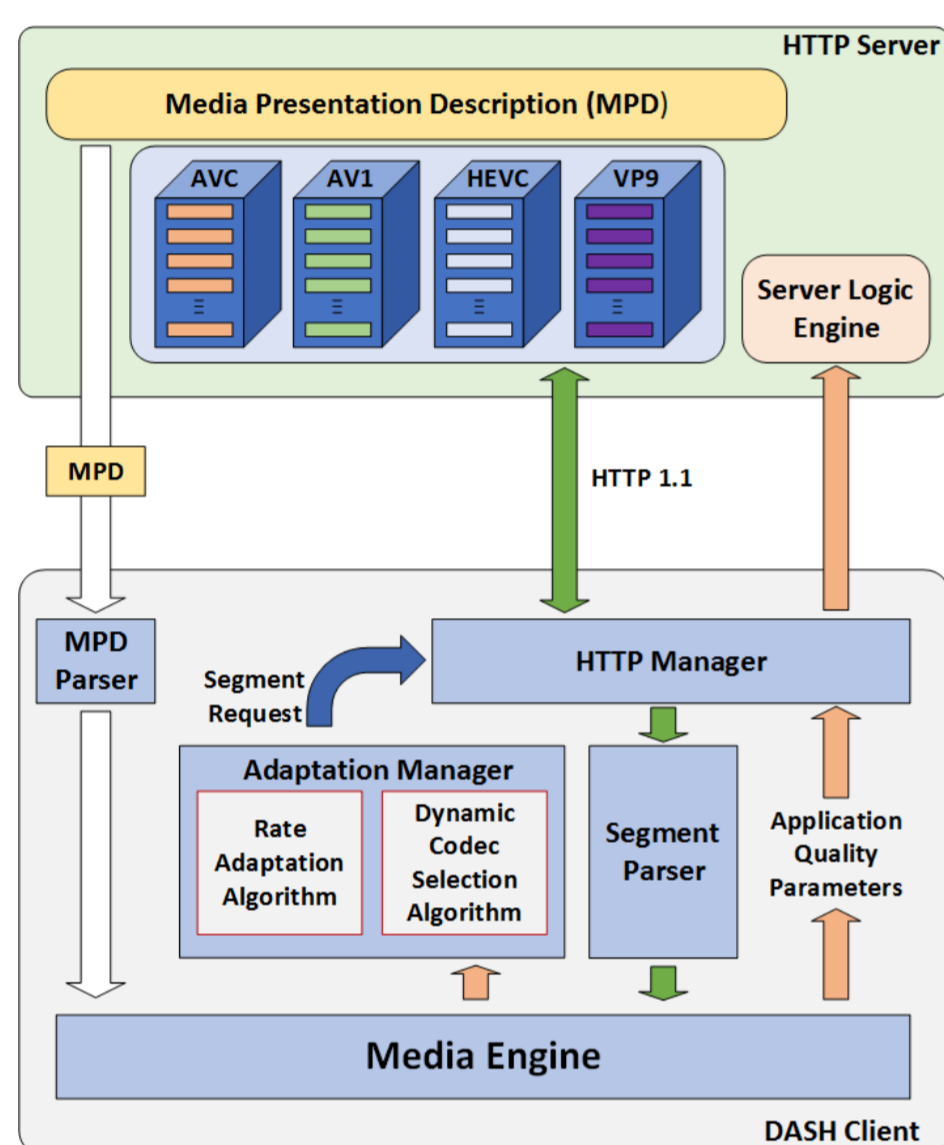 HTTP Server
Media Presentation Description (MPD)
AVC
AV1
HEVC
VP9
Server Logic
Engine
MPD
HTTP 1.1
MPD
Parser
HTTP Manager
Segment
Request
Adaptation Manager
Rate
Adaptation
Algorithm
Dynamic
Codec
Selection
Algorithm
Segment
Parser
Application
Quality
Parameters
Media Engine
DASH Client